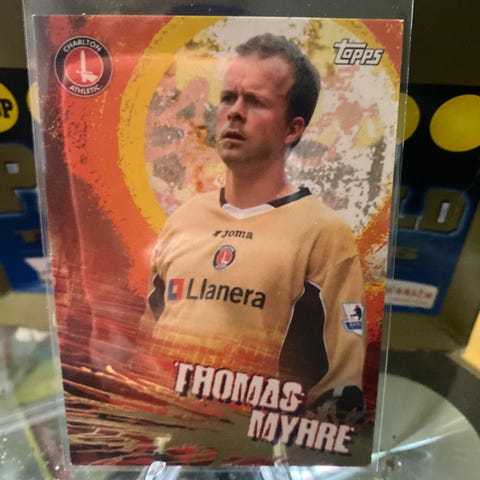 CHARLTON
ATHLETIC
topps
Joma
Llanera
THOMAS
MYHRE